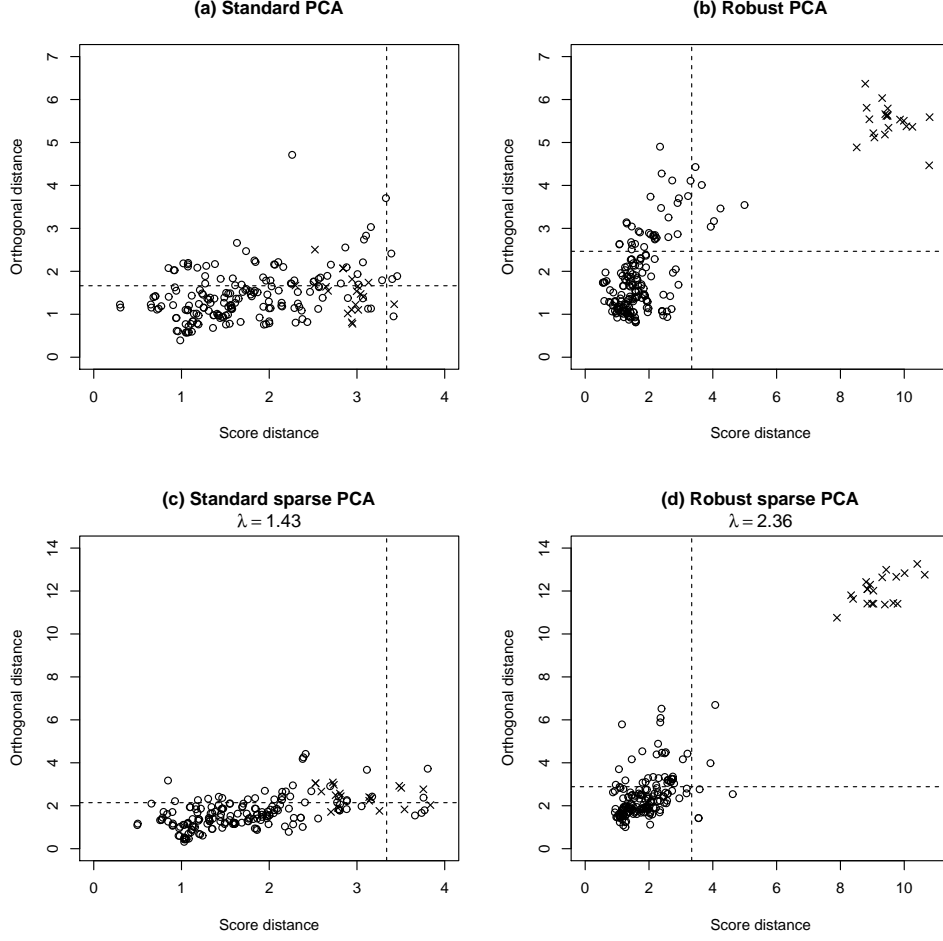 (a) Standard PCA
(b) Robust PCA
Orthogonal distance
0 1 2 3 4 5 6 7
0 1 2 3 4
Score distance
Orthogonal distance
0 1 2 3 4 5 6 7
0 2 4 6 8 10
Score distance
(c) Standard sparse PCA
λ = 1.43
(d) Robust sparse PCA
λ = 2.36
Orthogonal distance
0 2 4 6 8 10 12 14
0 1 2 3 4
Score distance
Orthogonal distance
0 2 4 6 8 10 12 14
0 2 4 6 8 10
Score distance